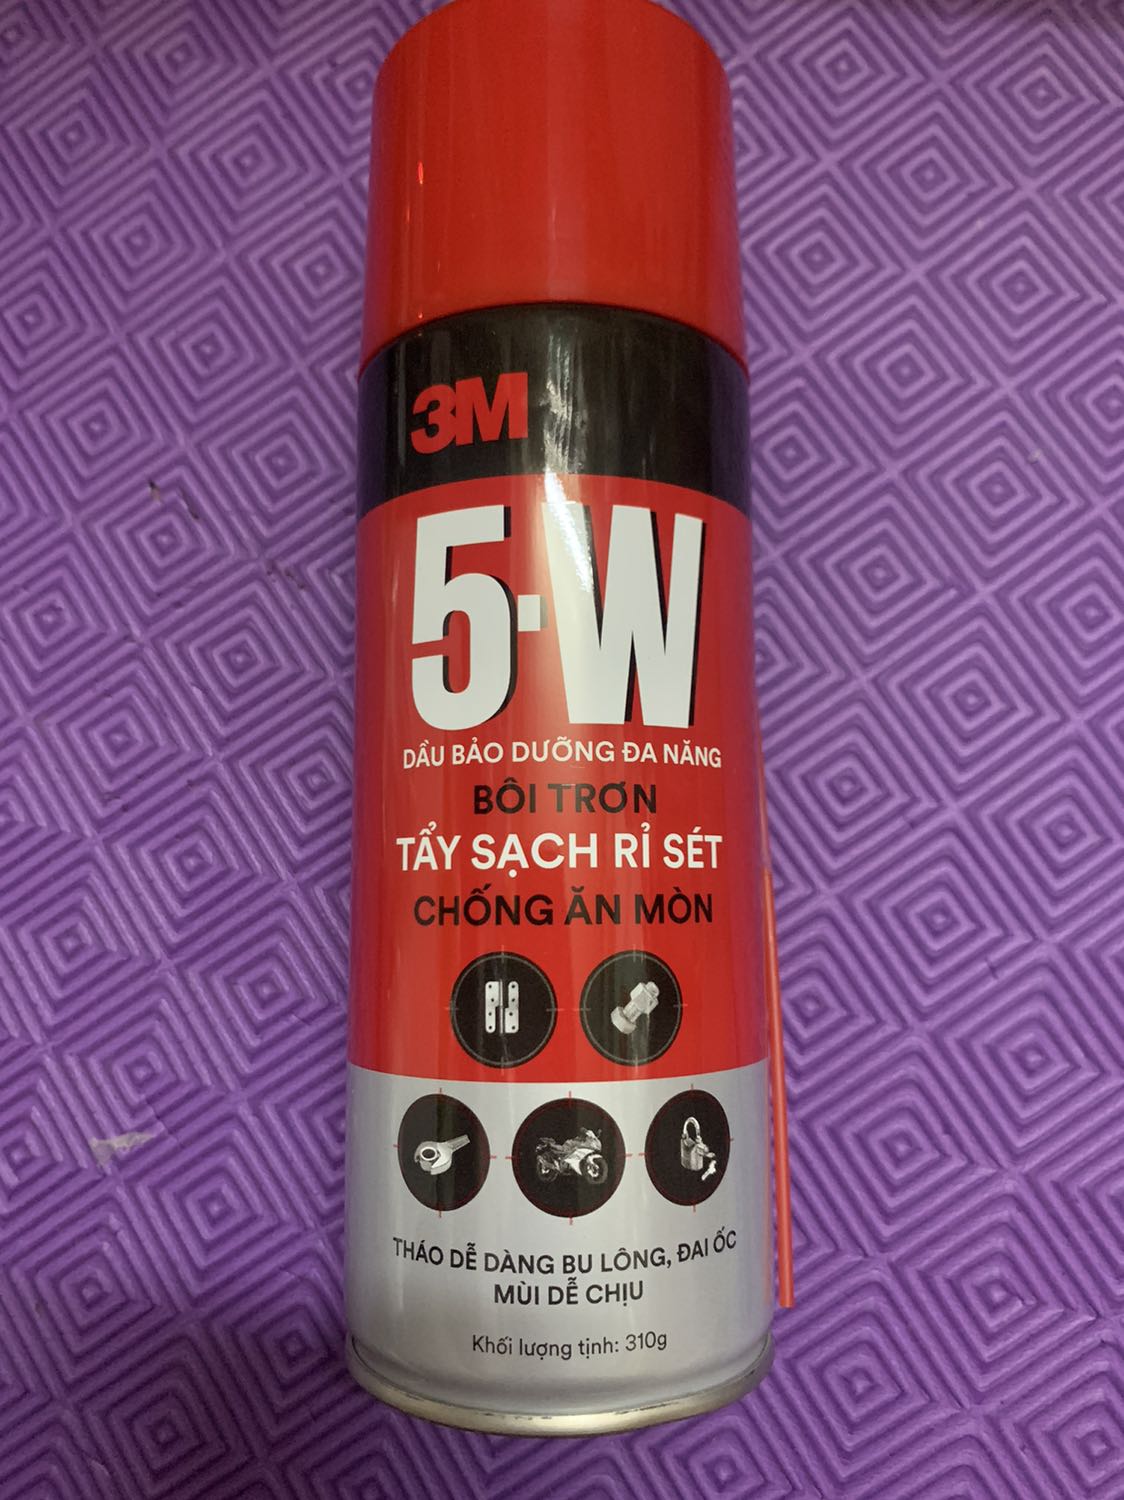 3M
5-W
DẦU BẢO DƯỠNG ĐA NĂNG
BÔI TRƠN
TẨY SẠCH RỈ SÉT
CHỐNG ĂN MÒN
THÁO DỄ DÀNG BU LÔNG, ĐAI ỐC
MÙI DỄ CHỊU
Khối lượng tịnh: 310g